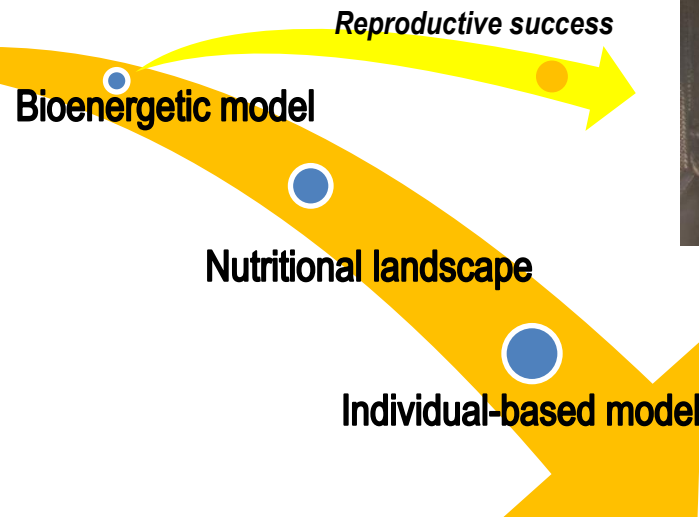 Reproductive success
Bioenergetic model
Nutritional landscape
Individual-based model